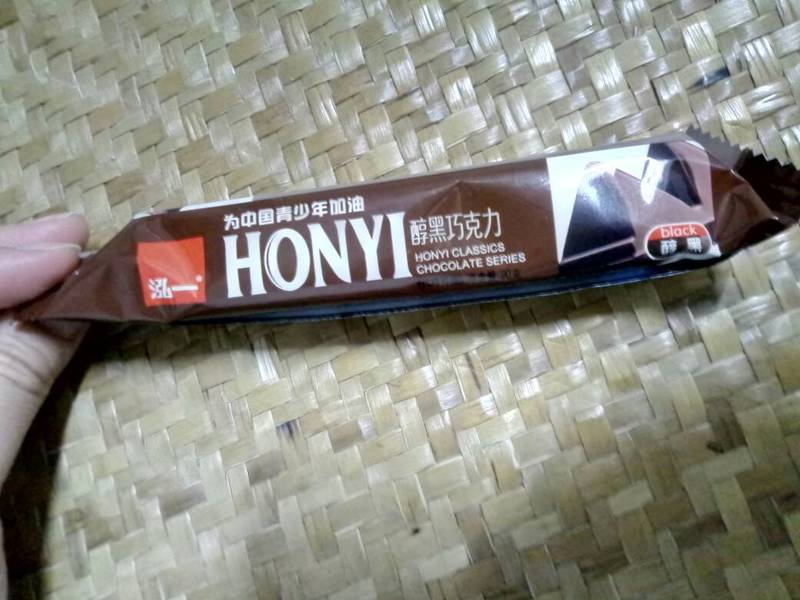 为中国青少年加油
泓一
HONYI
醇黑巧克力
HONYI CLASSICS
CHOCOLATE SERIES
black
醇 黑